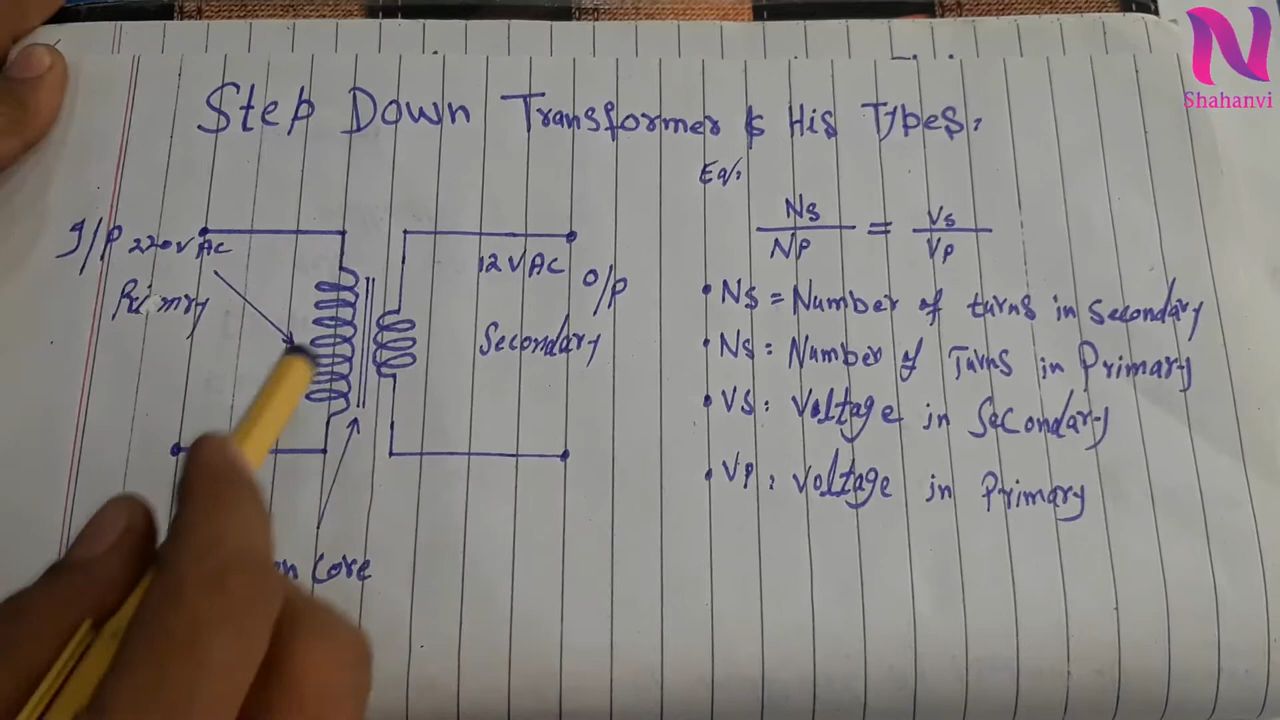 Step Down Transformer & His Types,
Eq:
I/P 220V AC
Primry
12V AC
O/P
Secondary
Core
Ns/NP = Vs/VP
• Ns = Number of turns in Secondary
• Ns: Number of Turns in Primary
• VS: Voltage in Secondary
• VP: Voltage in Primary
Shahanvi